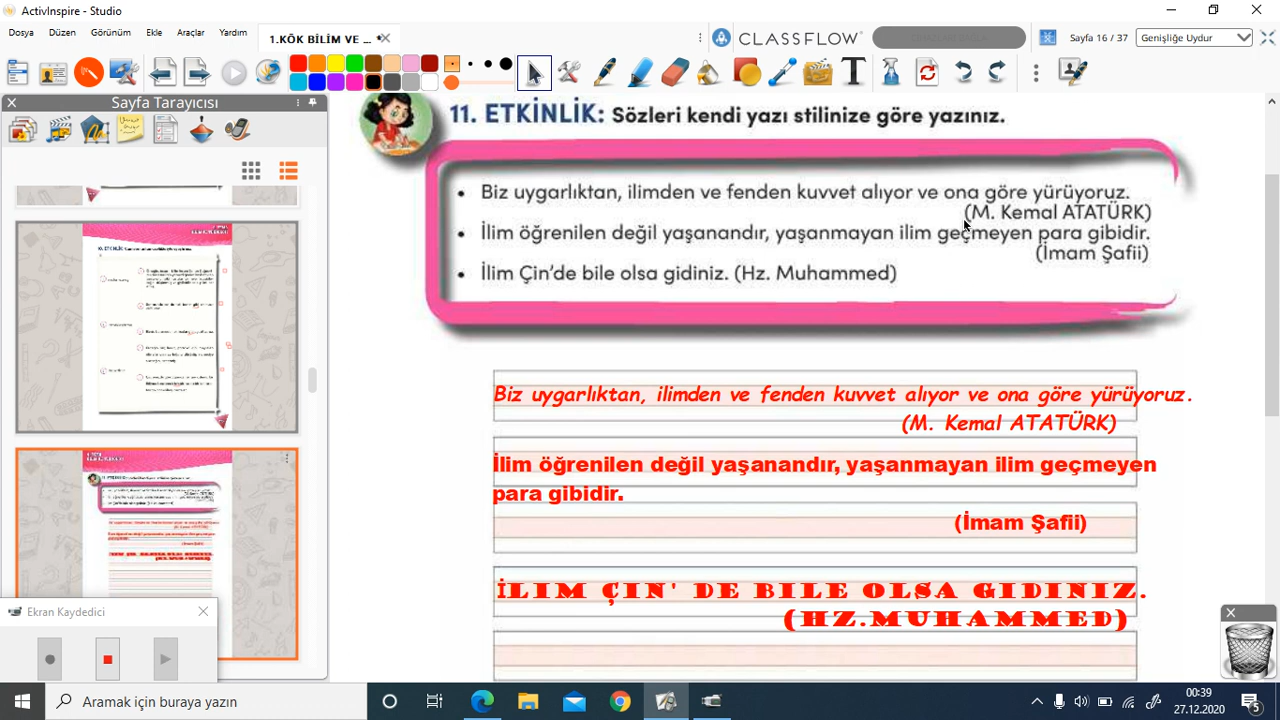 ActivInspire - Studio
Dosya Düzen Görünüm Ekle Araçlar Yardım
1.KÖK BİLİM VE ... *
CLASSFLOW
Sayfa 16 / 37
Genişliğe Uydur
Sayfa Tarayıcısı
11. ETKİNLİK: Sözleri kendi yazı stilinize göre yazınız.
• Biz uygarlıktan, ilimden ve fenden kuvvet alıyor ve ona göre yürüyoruz.
(M. Kemal ATATÜRK)
• İlim öğrenilen değil yaşanandır, yaşanmayan ilim geçmeyen para gibidir.
(İmam Şafii)
• İlim Çin’de bile olsa gidiniz. (Hz. Muhammed)
Biz uygarlıktan, ilimden ve fenden kuvvet alıyor ve ona göre yürüyoruz.
(M. Kemal ATATÜRK)
İlim öğrenilen değil yaşanandır, yaşanmayan ilim geçmeyen
para gibidir.
(İmam Şafii)
İLIM ÇIN' DE BILE OLSA GIDINIZ.
(HZ.MUHAMMED)
Ekran Kaydedici
Aramak için buraya yazın
00:39
27.12.2020
5